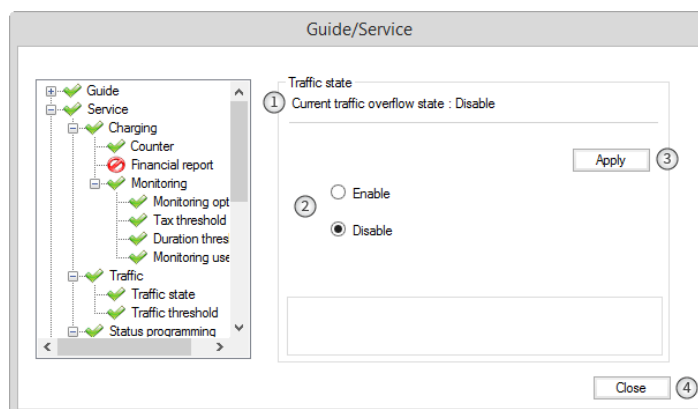 Guide/Service
Guide
Service
Charging
Counter
Financial report
Monitoring
Monitoring opt
Tax threshold
Duration thres
Monitoring use
Traffic
Traffic state
Traffic threshold
Status programming
Traffic state
1 Current traffic overflow state : Disable
Apply 3
2
Enable
Disable
Close 4